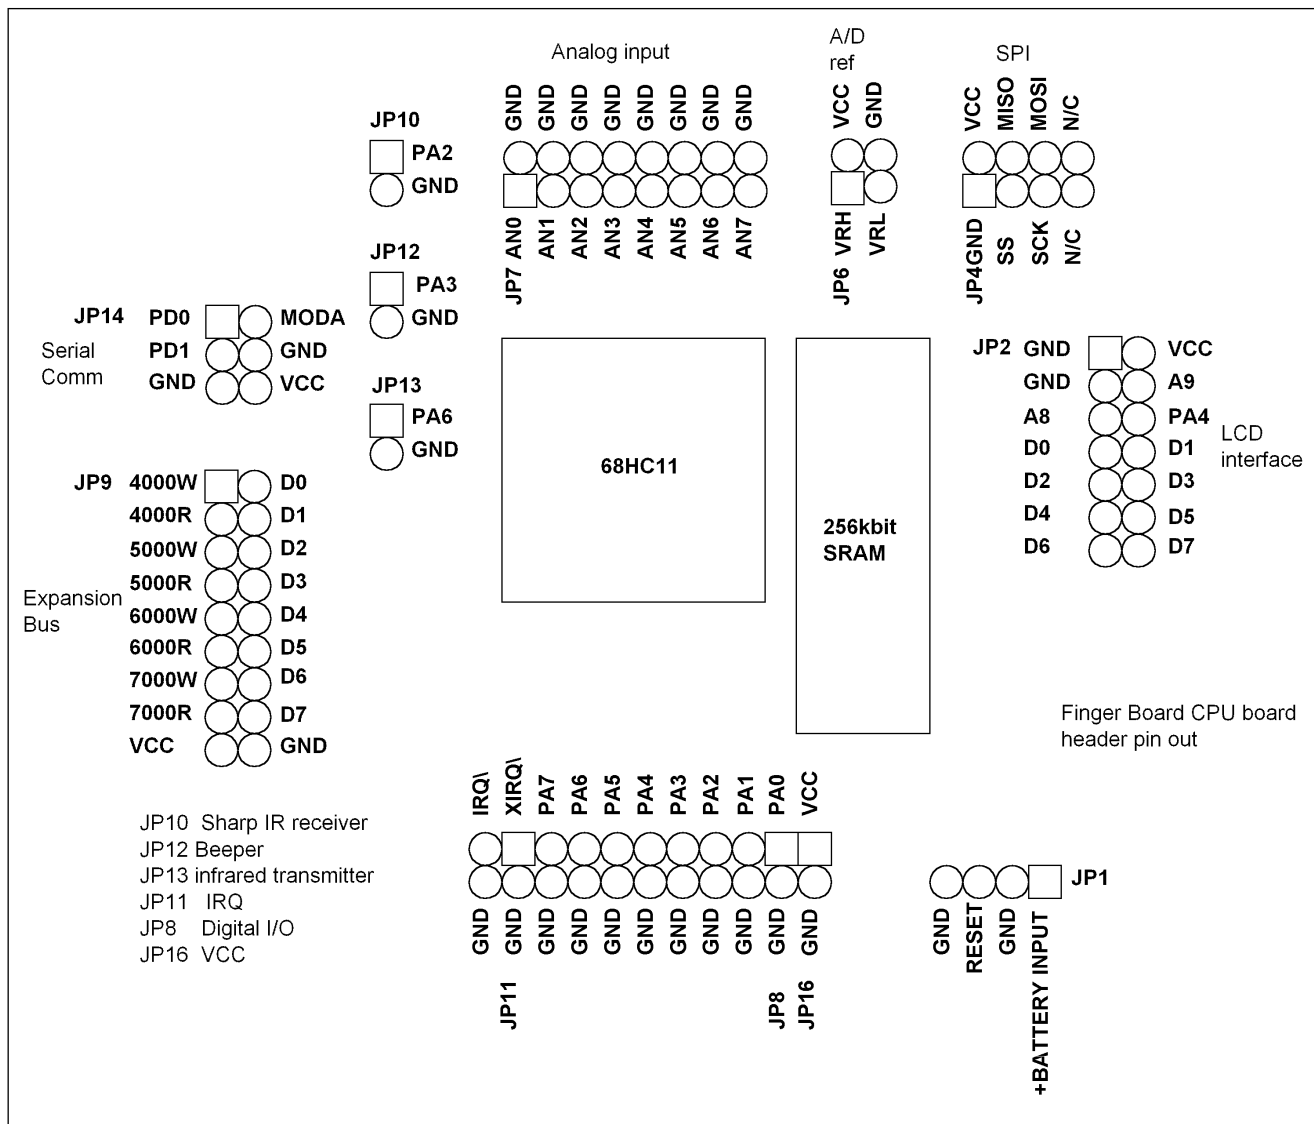 Analog input
A/D
ref
SPI
GND GND GND GND GND GND GND GND
VCC GND
VCC MISO MOSI N/C
JP10
PA2
GND
JP7 AN0 AN1 AN2 AN3 AN4 AN5 AN6 AN7
JP6 VRH VRL
JP4GND SS SCK N/C
JP12
PA3
GND
JP14 PD0 MODA
PD1 GND
GND VCC
Serial
Comm
JP13
PA6
GND
JP2 GND VCC
GND A9
A8 PA4
D0 D1
D2 D3
D4 D5
D6 D7
LCD
interface
68HC11
256kbit
SRAM
JP9 4000W D0
4000R D1
5000W D2
5000R D3
6000W D4
6000R D5
7000W D6
7000R D7
VCC GND
Expansion
Bus
Finger Board CPU board
header pin out
IRQ\ XIRQ\ PA7 PA6 PA5 PA4 PA3 PA2 PA1 PA0 VCC
GND GND GND GND GND GND GND GND GND GND GND
JP11 JP8 JP16
JP10 Sharp IR receiver
JP12 Beeper
JP13 infrared transmitter
JP11 IRQ
JP8 Digital I/O
JP16 VCC
JP1
GND RESET GND +BATTERY INPUT